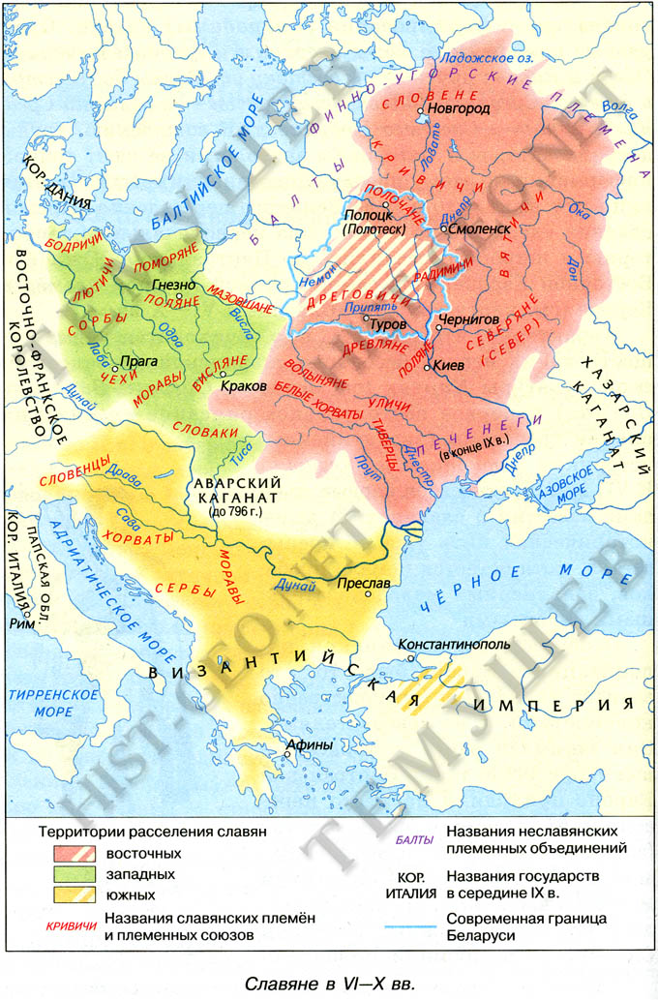 Ладожское оз.
ФИННО-УГОРСКИЕ ПЛЕМЕНА
СЛОВЕНЕ
Новгород
Волга
Ловать
КРИВИЧИ
БАЛТИЙСКОЕ МОРЕ
БАЛТЫ
КОР. ДАНИЯ
ПОЛОЧАНЕ
Полоцк
(Полотеск)
Днепр
Смоленск
Ока
ВЯТИЧИ
Дон
БОДРИЧИ
ПОМОРЯНЕ
ЛЮТИЧИ
Гнезно
ПОЛЯНЕ
МАЗОВШАНЕ
Неман
РАДИМИЧИ
ДРЕГОВИЧИ
Припять
Туров
Чернигов
СЕВЕРЯНЕ
(СЕВЕР)
ВОСТОЧНО-ФРАНКСКОЕ
КОРОЛЕВСТВО
СОРБЫ
Одра
Висла
Лаба
Прага
ЧЕХИ
МОРАВЫ
ВИСЛЯНЕ
Краков
ДРЕВЛЯНЕ
ПОЛЯНЕ
Киев
ВОЛЫНЯНЕ
БЕЛЫЕ ХОРВАТЫ
УЛИЧИ
ТИВЕРЦЫ
ПЕЧЕНЕГИ
(в конце IX в.)
ХАЗАРСКИЙ
КАГАНАТ
Дунай
СЛОВАКИ
Тиса
Прут
Днестр
Днепр
АЗОВСКОЕ
МОРЕ
АВАРСКИЙ
КАГАНАТ
(до 796 г.)
СЛОВЕНЦЫ
Драва
Сава
ХОРВАТЫ
КОР. ИТАЛИЯ
ПАПСКАЯ ОБЛ.
АДРИАТИЧЕСКОЕ МОРЕ
СЕРБЫ
МОРАВЫ
Дунай
Преслав
ЧЁРНОЕ МОРЕ
Рим
Константинополь
ВИЗАНТИЙСКАЯ ИМПЕРИЯ
ТИРРЕНСКОЕ
МОРЕ
Афины
ТЕМУШЕВ
HIST-GEO.NET
HIST-GEO.NET
ТЕМУШЕВ
Территории расселения славян
восточных
западных
южных
КРИВИЧИ Названия славянских племён
и племенных союзов
БАЛТЫ Названия неславянских
племенных объединений
КОР.
ИТАЛИЯ
Названия государств
в середине IX в.
Современная граница
Беларуси
Славяне в VI—X вв.